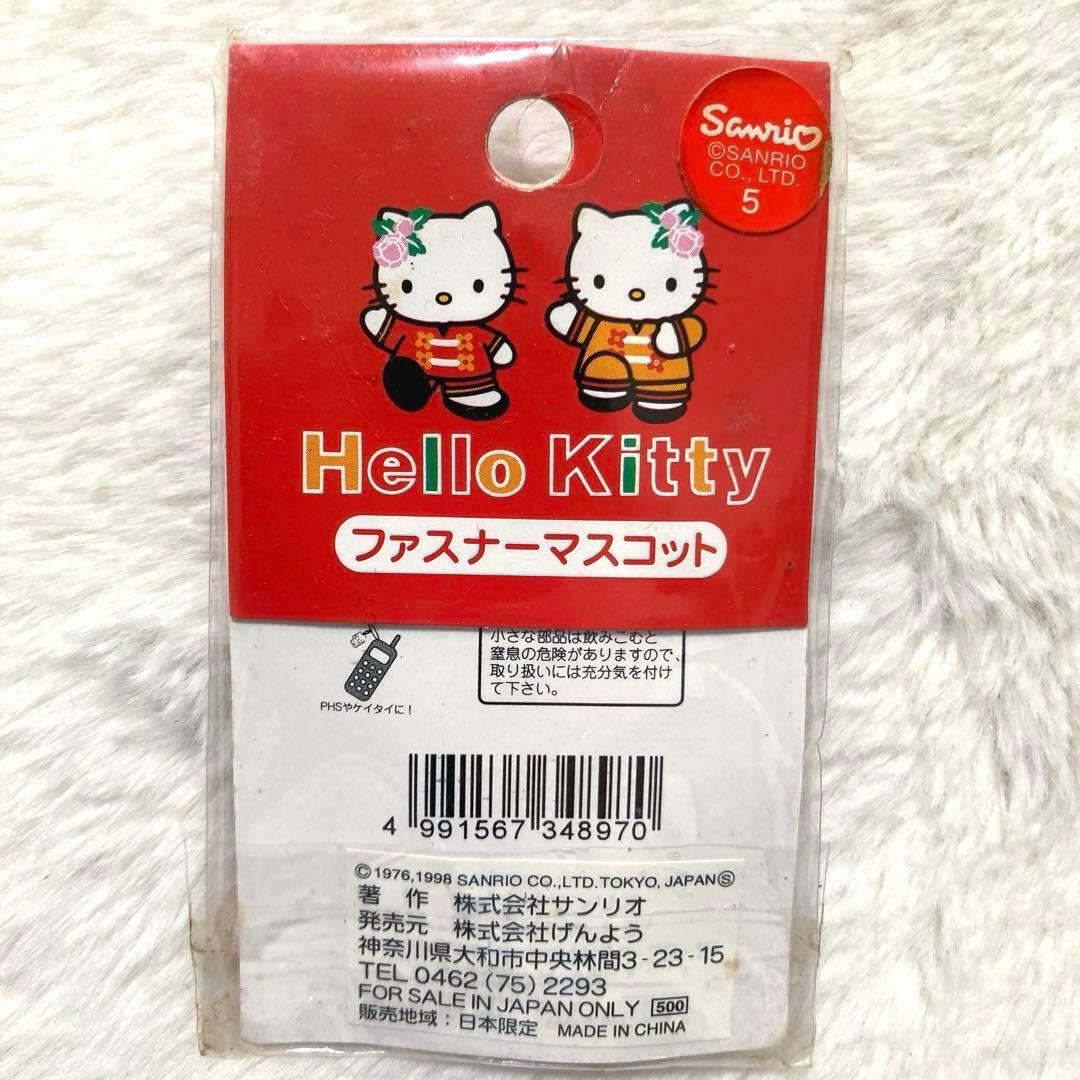 Sanrio
©SANRIO
CO., LTD.
5
Hello Kitty
ファスナーマスコット
小さな部品は飲みこむと
窒息の危険がありますので、
取り扱いには充分気を付け
て下さい。
PHSやケイタイに！
4 991567 348970
©1976,1998 SANRIO CO.,LTD.TOKYO, JAPANⓈ
著　作　株式会社サンリオ
発売元　株式会社げんよう
神奈川県大和市中央林間3-23-15
TEL 0462(75)2293
FOR SALE IN JAPAN ONLY 500
販売地域：日本限定 MADE IN CHINA